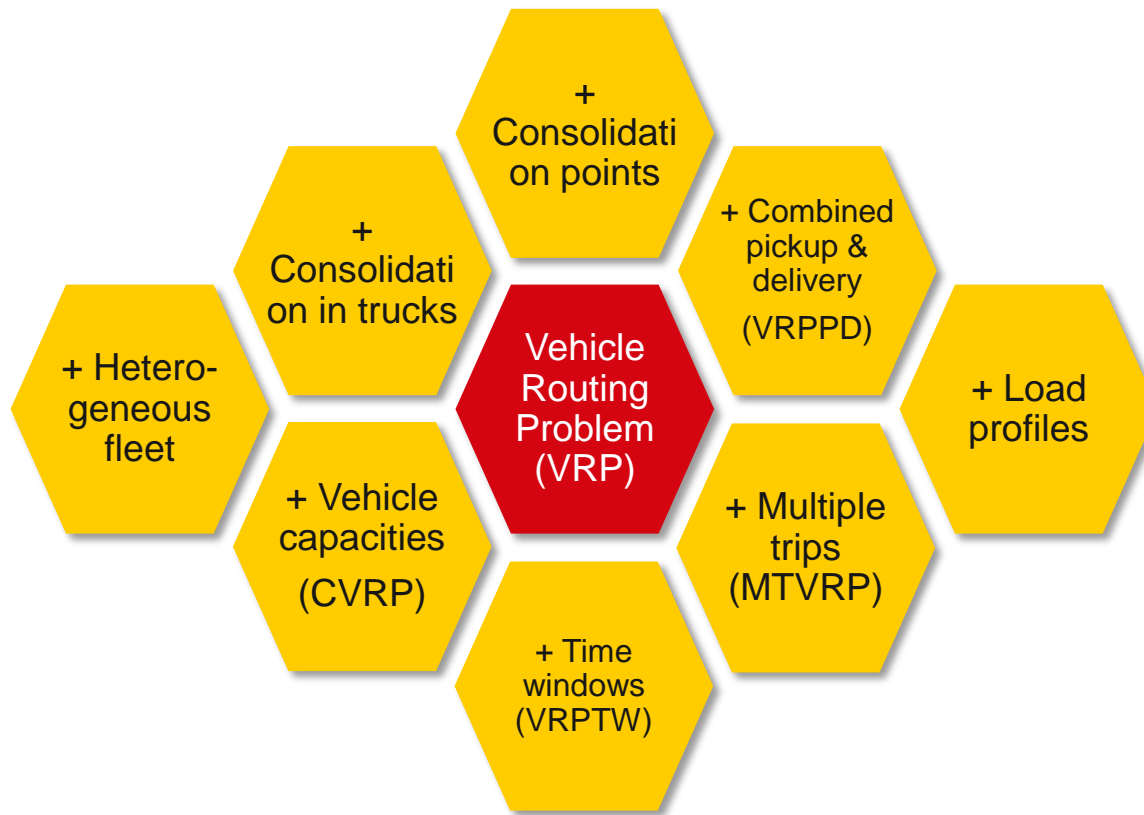 +
Consolidati
on points
+
Consolidati
on in trucks
+ Combined
pickup &
delivery
(VRPPD)
+ Hetero-
geneous
fleet
Vehicle
Routing
Problem
(VRP)
+ Load
profiles
+ Vehicle
capacities
(CVRP)
+ Multiple
trips
(MTVRP)
+ Time
windows
(VRPTW)